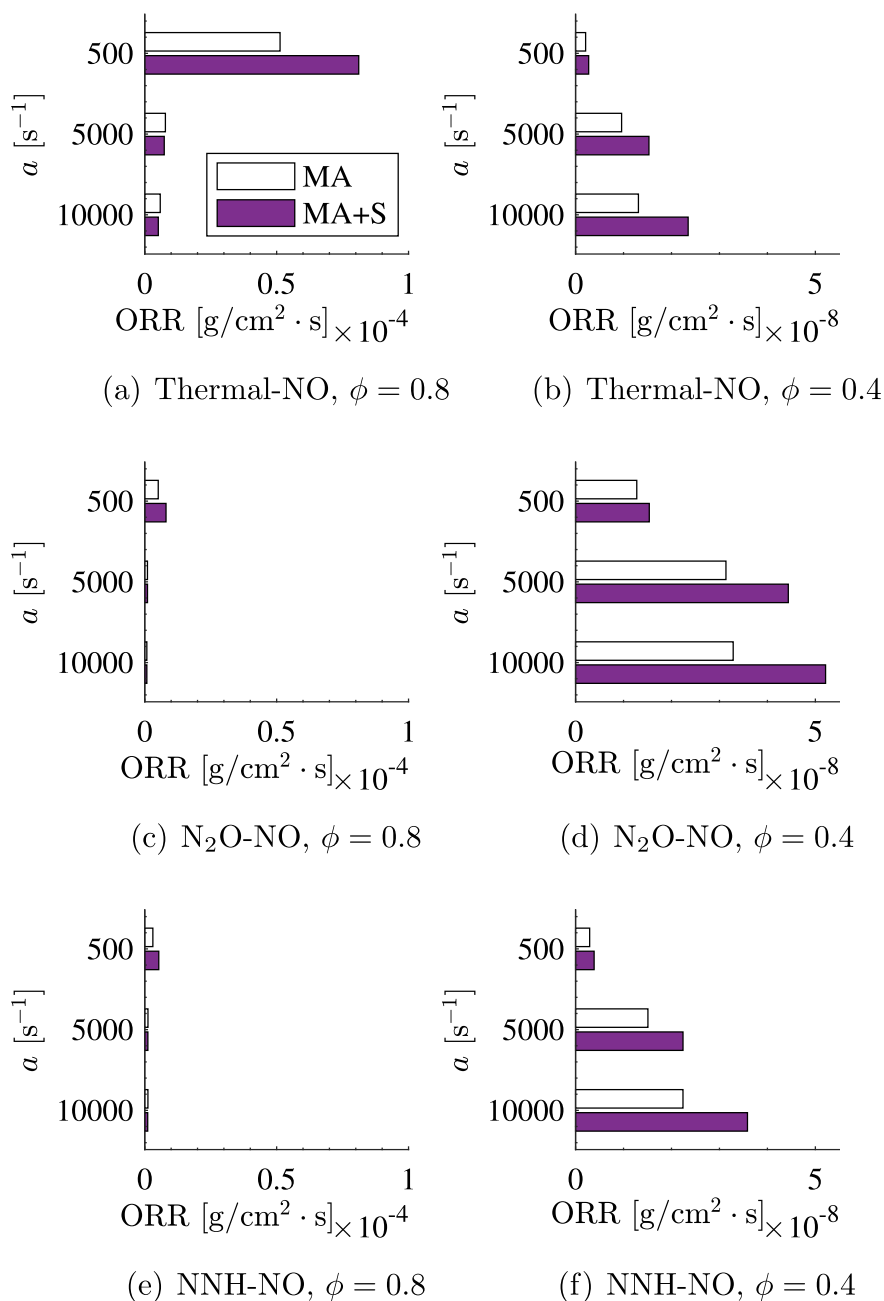 500
5000
10000
a [s⁻¹]
MA
MA+S
0 0.5 1
ORR [g/cm² · s] ×10⁻⁴
(a) Thermal-NO, ϕ = 0.8
500
5000
10000
a [s⁻¹]
0 5
ORR [g/cm² · s] ×10⁻⁸
(b) Thermal-NO, ϕ = 0.4
500
5000
10000
a [s⁻¹]
0 0.5 1
ORR [g/cm² · s] ×10⁻⁴
(c) N₂O-NO, ϕ = 0.8
500
5000
10000
a [s⁻¹]
0 5
ORR [g/cm² · s] ×10⁻⁸
(d) N₂O-NO, ϕ = 0.4
500
5000
10000
a [s⁻¹]
0 0.5 1
ORR [g/cm² · s] ×10⁻⁴
(e) NNH-NO, ϕ = 0.8
500
5000
10000
a [s⁻¹]
0 5
ORR [g/cm² · s] ×10⁻⁸
(f) NNH-NO, ϕ = 0.4